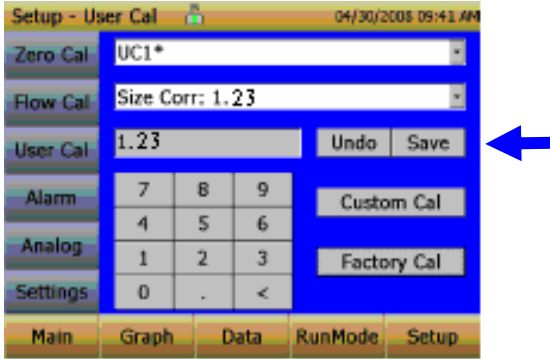 Setup - User Cal 04/30/2008 09:41 AM
Zero Cal
UC1*
Flow Cal
Size Corr: 1.23
User Cal
1.23
Undo Save
Alarm
7 8 9
Custom Cal
4 5 6
Analog
1 2 3
Factory Cal
Settings
0 . <
Main Graph Data RunMode Setup